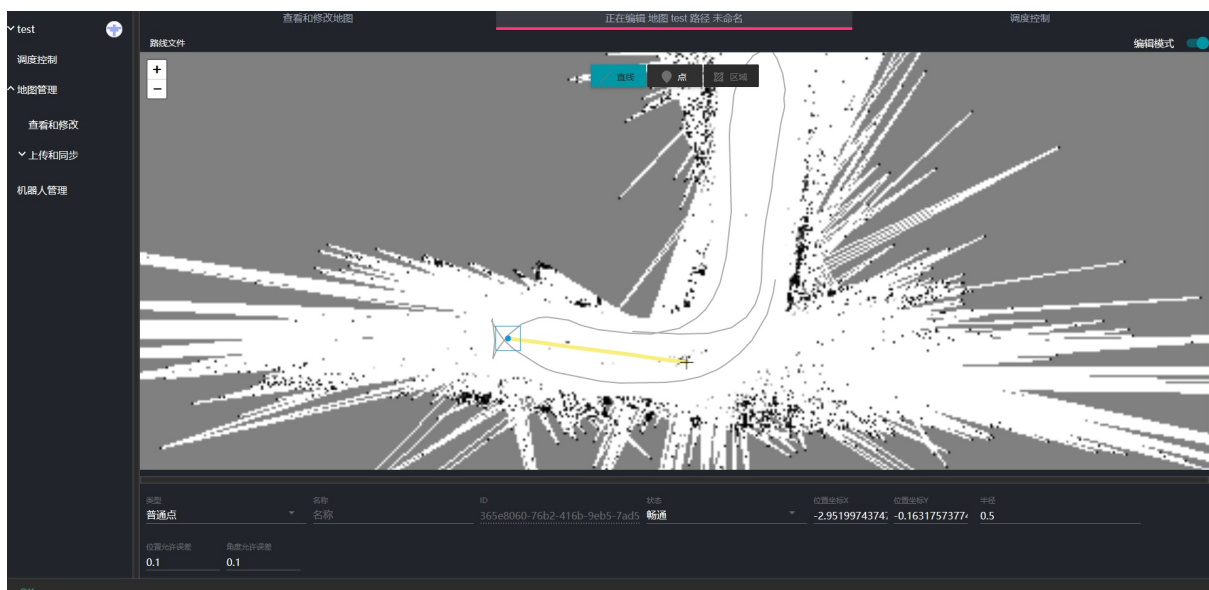 test
调度控制
地图管理
查看和修改
上传和同步
机器人管理
查看和修改地图
正在编辑 地图 test 路径 未命名
调度控制
路线文件
编辑模式
+
−
直线
点
区域
类型
普通点
名称
名称
ID
365e8060-76b2-416b-9eb5-7ad5
状态
畅通
位置坐标X
-2.9519974374
位置坐标Y
-0.1631757377
半径
0.5
位置允许误差
0.1
角度允许误差
0.1